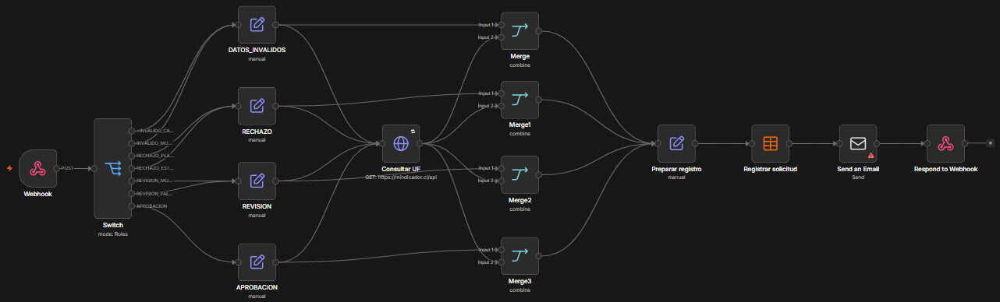 Webhook
POST
Switch
mode: Rules
INVALIDO_CA...
INVALIDO_MO...
RECHAZO_PLA...
RECHAZO_EST...
REVISION_MO...
REVISION_FAL...
APROBACION
DATOS_INVALIDOS
manual
RECHAZO
manual
REVISION
manual
APROBACION
manual
Consultar UF
GET: https://mindicador.cl/api
Input 1
Input 2
Merge
combine
Input 1
Input 2
Merge1
combine
Input 1
Input 2
Merge2
combine
Input 1
Input 2
Merge3
combine
Preparar registro
manual
Registrar solicitud
Send an Email
Send
Respond to Webhook